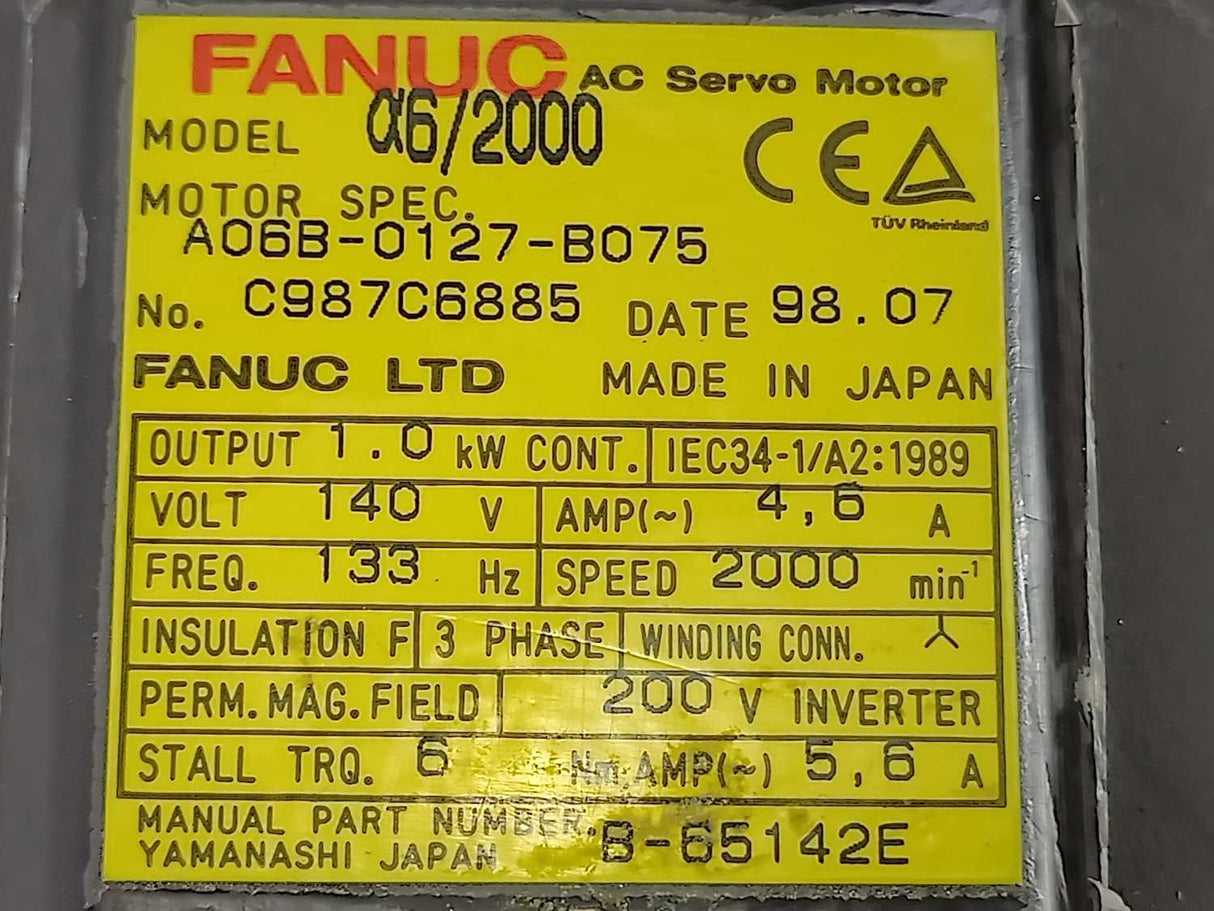 FANUC AC Servo Motor
MODEL α6/2000
CE
TÜV Rheinland
MOTOR SPEC.
A06B-0127-B075
No. C987C6885 DATE 98.07
FANUC LTD MADE IN JAPAN
OUTPUT 1.0 kW CONT. IEC34-1/A2:1989
VOLT 140 V AMP(~) 4,6 A
FREQ. 133 Hz SPEED 2000 min⁻¹
INSULATION F 3 PHASE WINDING CONN.
PERM.MAG.FIELD 200 V INVERTER
STALL TRQ. 6 Nm AMP(~) 5,6 A
MANUAL PART NUMBER. B-65142E
YAMANASHI JAPAN